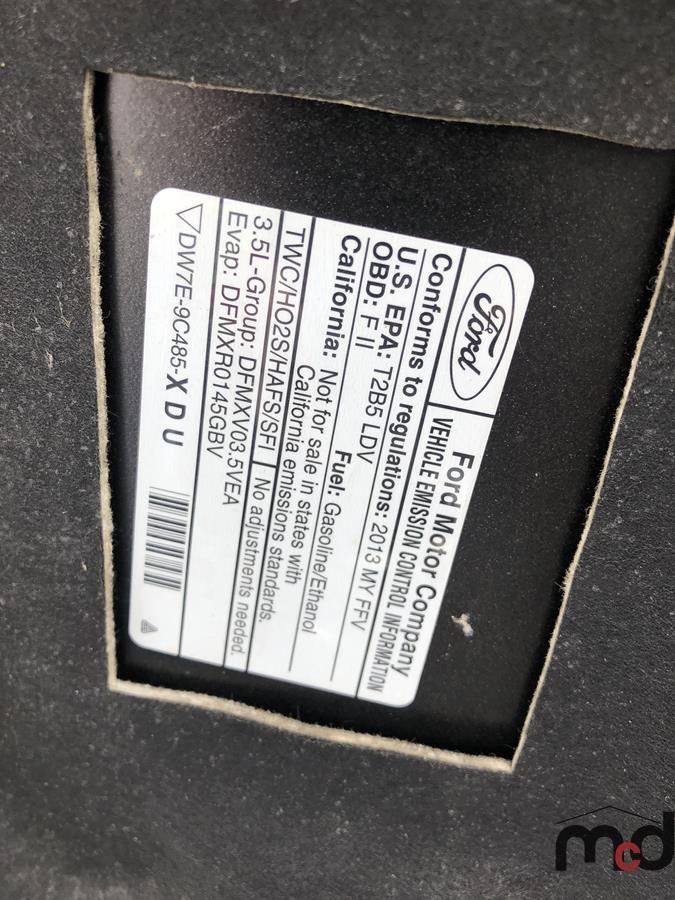 Ford
Ford Motor Company
VEHICLE EMISSION CONTROL INFORMATION
Conforms to regulations: 2013 MY FFV
U.S. EPA: T2B5 LDV
OBD: F II
Fuel: Gasoline/Ethanol
California: Not for sale in states with
California emissions standards.
TWC/HO2S/HAFS/SFI
No adjustments needed.
3.5L-Group: DFMXV03.5VEA
Evap: DFMXR0145GBV
DW7E-9C485-X D U
mcd